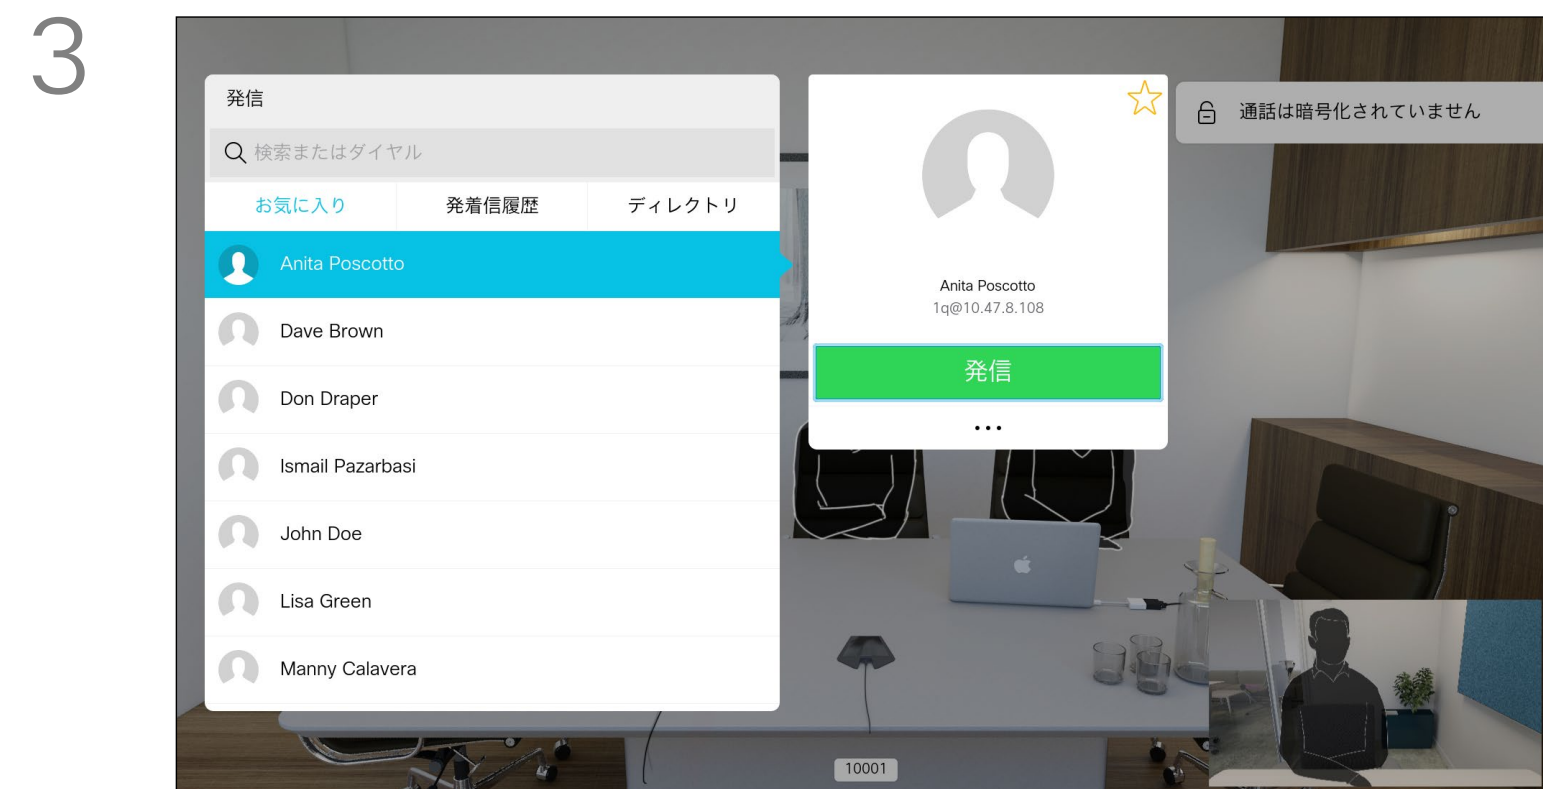 3
発信
検索またはダイヤル
お気に入り 発着信履歴 ディレクトリ
Anita Poscotto
Dave Brown
Don Draper
Ismail Pazarbasi
John Doe
Lisa Green
Manny Calavera
Anita Poscotto
1q@10.47.8.108
発信
...
通話は暗号化されていません
10001